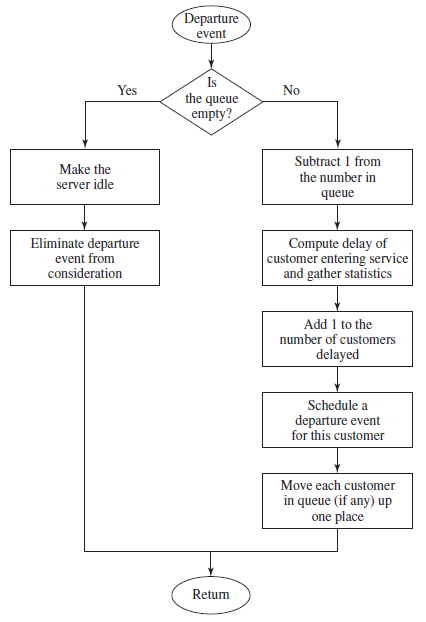 Departure
event
Is
the queue
empty?
Yes
No
Make the
server idle
Eliminate departure
event from
consideration
Subtract 1 from
the number in
queue
Compute delay of
customer entering service
and gather statistics
Add 1 to the
number of customers
delayed
Schedule a
departure event
for this customer
Move each customer
in queue (if any) up
one place
Return